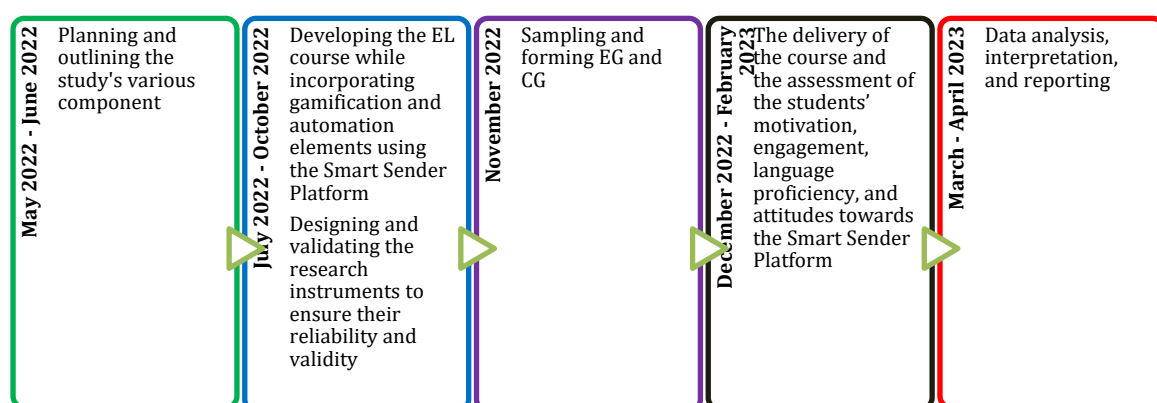 May 2022 - June 2022
Planning and
outlining the
study's various
component
July 2022 - October 2022
Developing the EL
course while
incorporating
gamification and
automation
elements using
the Smart Sender
Platform
Designing and
validating the
research
instruments to
ensure their
reliability and
validity
November 2022
Sampling and
forming EG and
CG
December 2022 - February
2023
The delivery of
the course and
the assessment of
the students’
motivation,
engagement,
language
proficiency, and
attitudes towards
the Smart Sender
Platform
March - April 2023
Data analysis,
interpretation,
and reporting